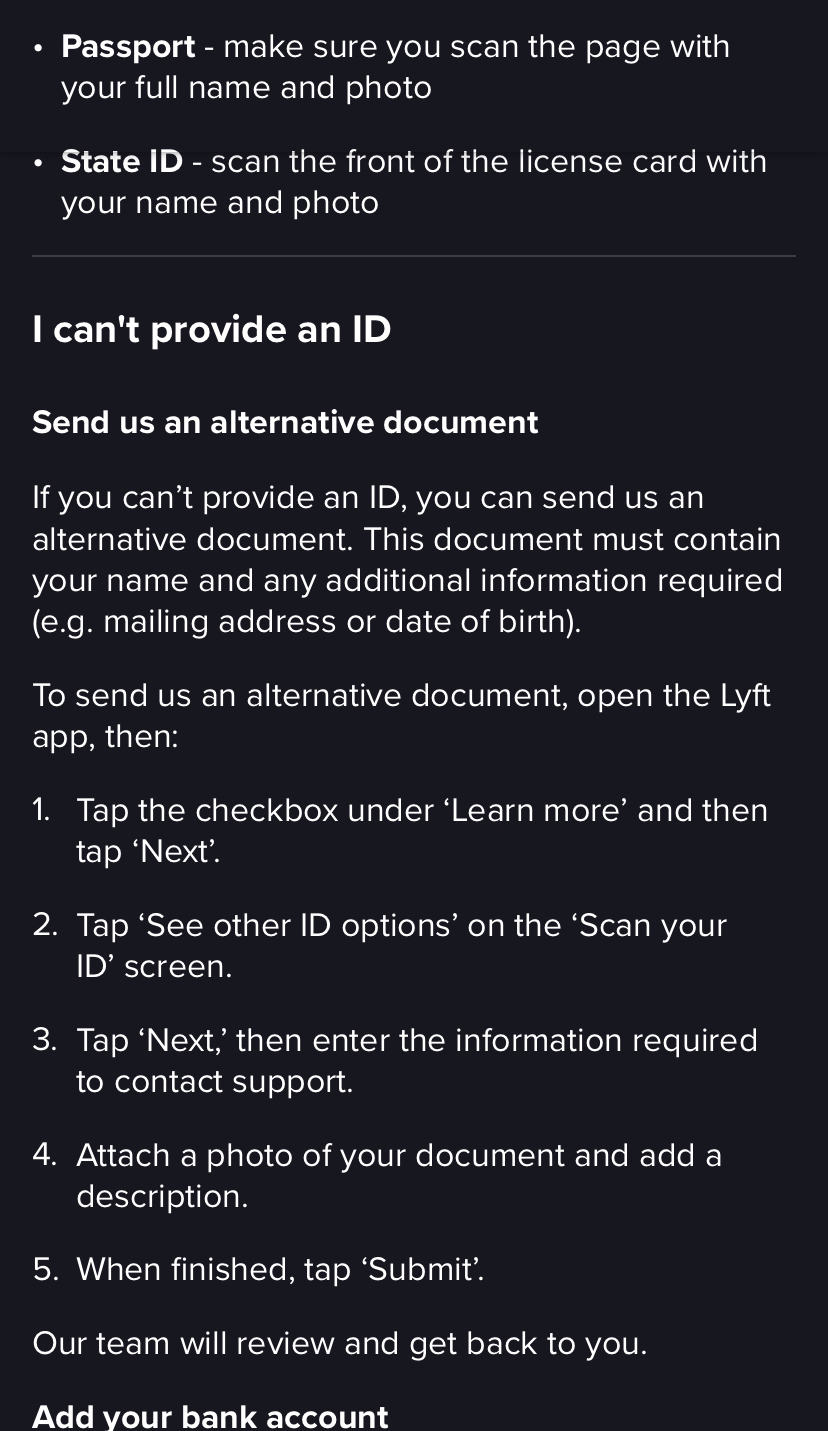 • Passport - make sure you scan the page with
your full name and photo
• State ID - scan the front of the license card with
your name and photo
I can't provide an ID
Send us an alternative document
If you can’t provide an ID, you can send us an
alternative document. This document must contain
your name and any additional information required
(e.g. mailing address or date of birth).
To send us an alternative document, open the Lyft
app, then:
1. Tap the checkbox under ‘Learn more’ and then
tap ‘Next’.
2. Tap ‘See other ID options’ on the ‘Scan your
ID’ screen.
3. Tap ‘Next,’ then enter the information required
to contact support.
4. Attach a photo of your document and add a
description.
5. When finished, tap ‘Submit’.
Our team will review and get back to you.
Add your bank account